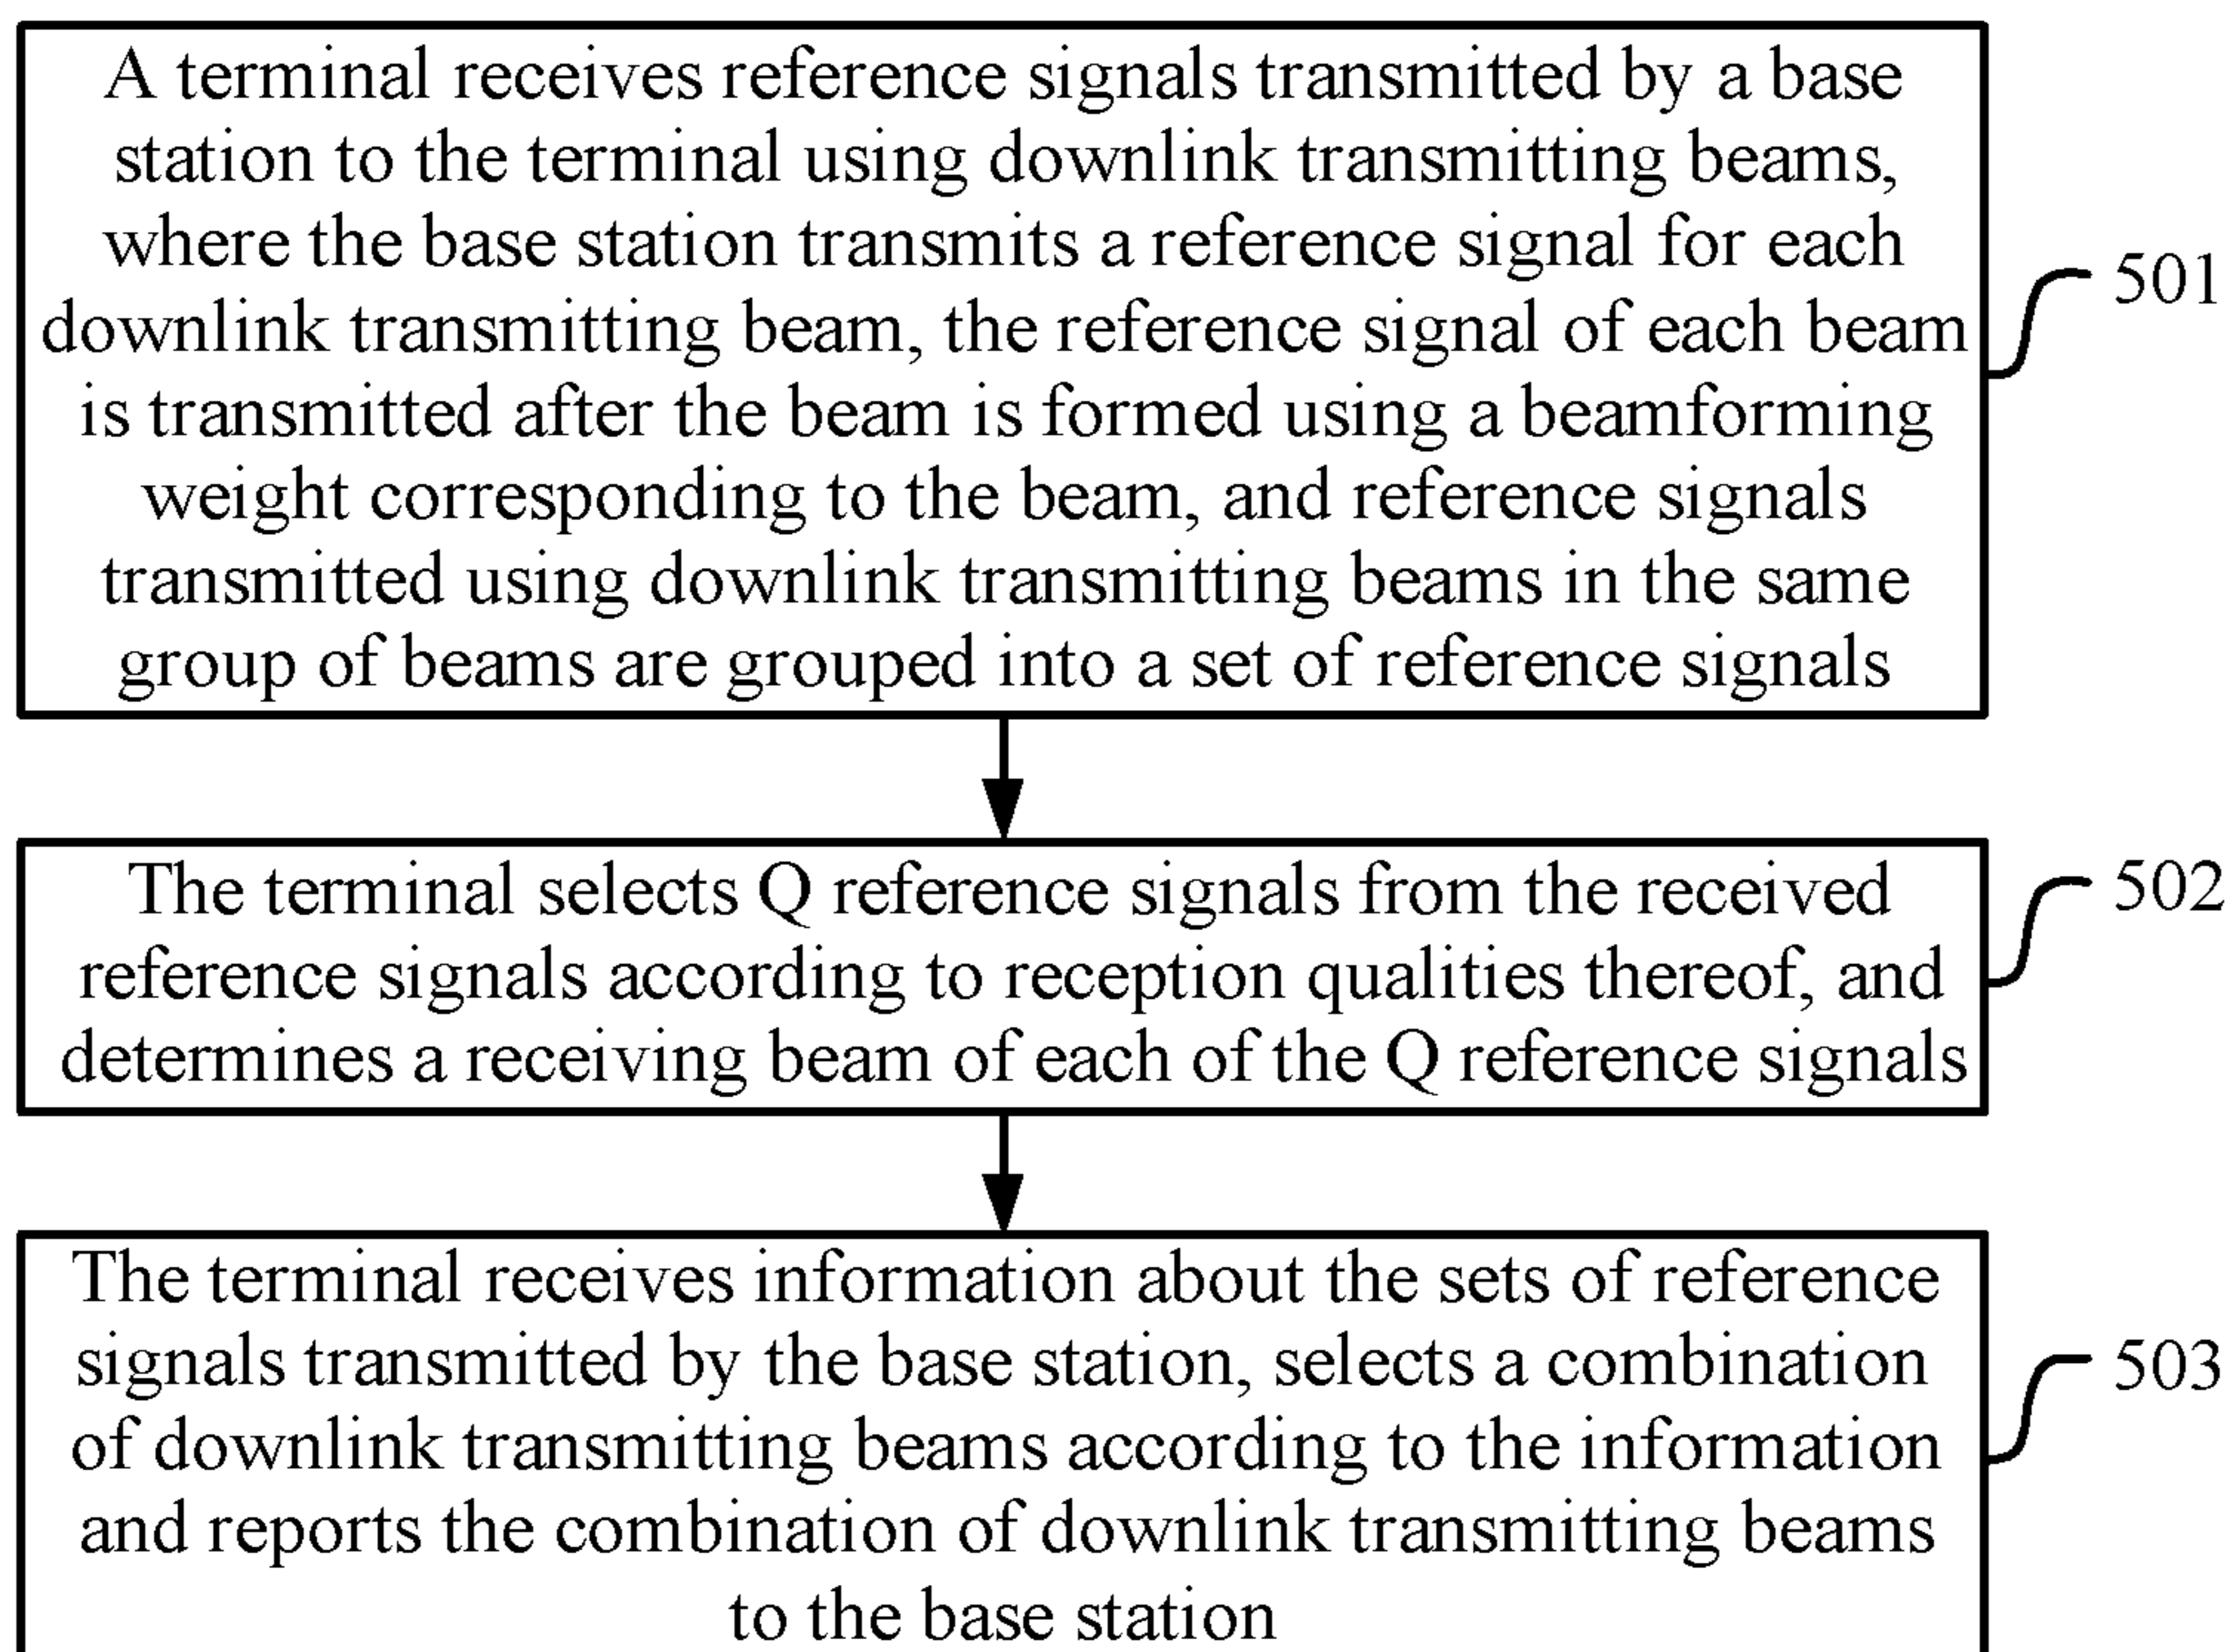 A terminal receives reference signals transmitted by a base
station to the terminal using downlink transmitting beams,
where the base station transmits a reference signal for each
downlink transmitting beam, the reference signal of each beam
is transmitted after the beam is formed using a beamforming
weight corresponding to the beam, and reference signals
transmitted using downlink transmitting beams in the same
group of beams are grouped into a set of reference signals
501
The terminal selects Q reference signals from the received
reference signals according to reception qualities thereof, and
determines a receiving beam of each of the Q reference signals
502
The terminal receives information about the sets of reference
signals transmitted by the base station, selects a combination
of downlink transmitting beams according to the information
and reports the combination of downlink transmitting beams
to the base station
503